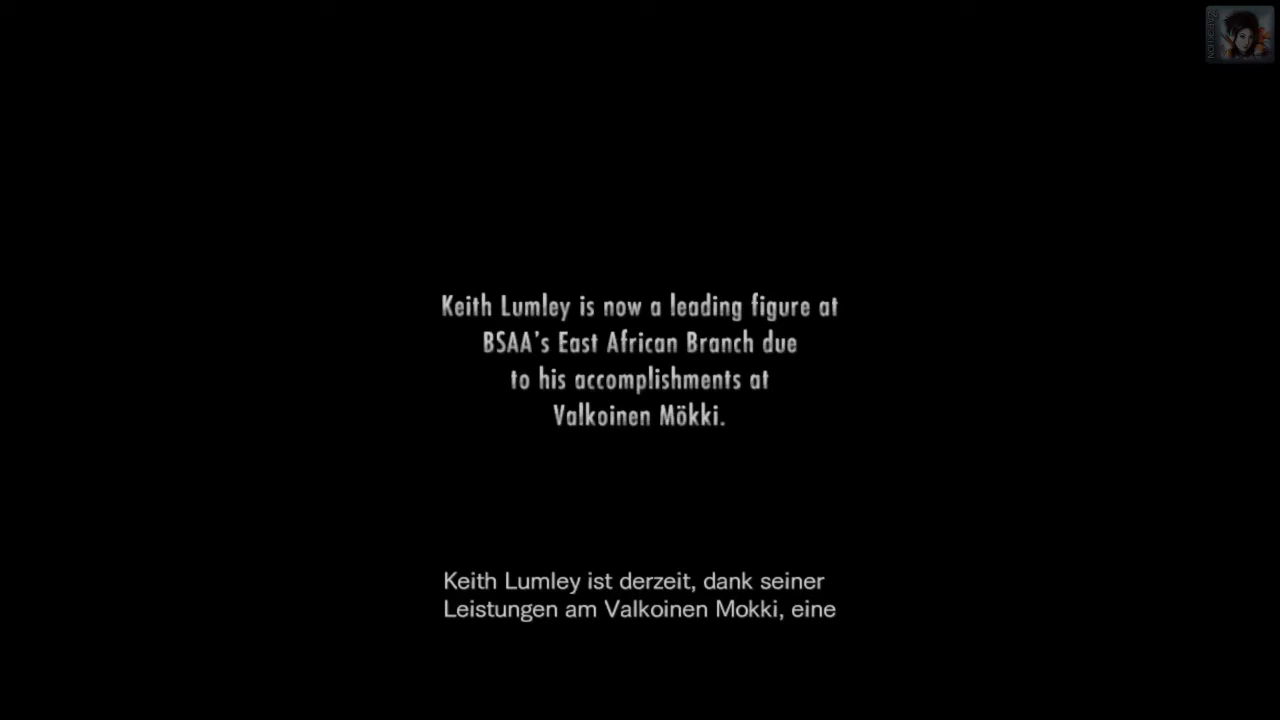 Keith Lumley is now a leading figure at
BSAA's East African Branch due
to his accomplishments at
Valkoinen Mökki.
Keith Lumley ist derzeit, dank seiner
Leistungen am Valkoinen Mokki, eine